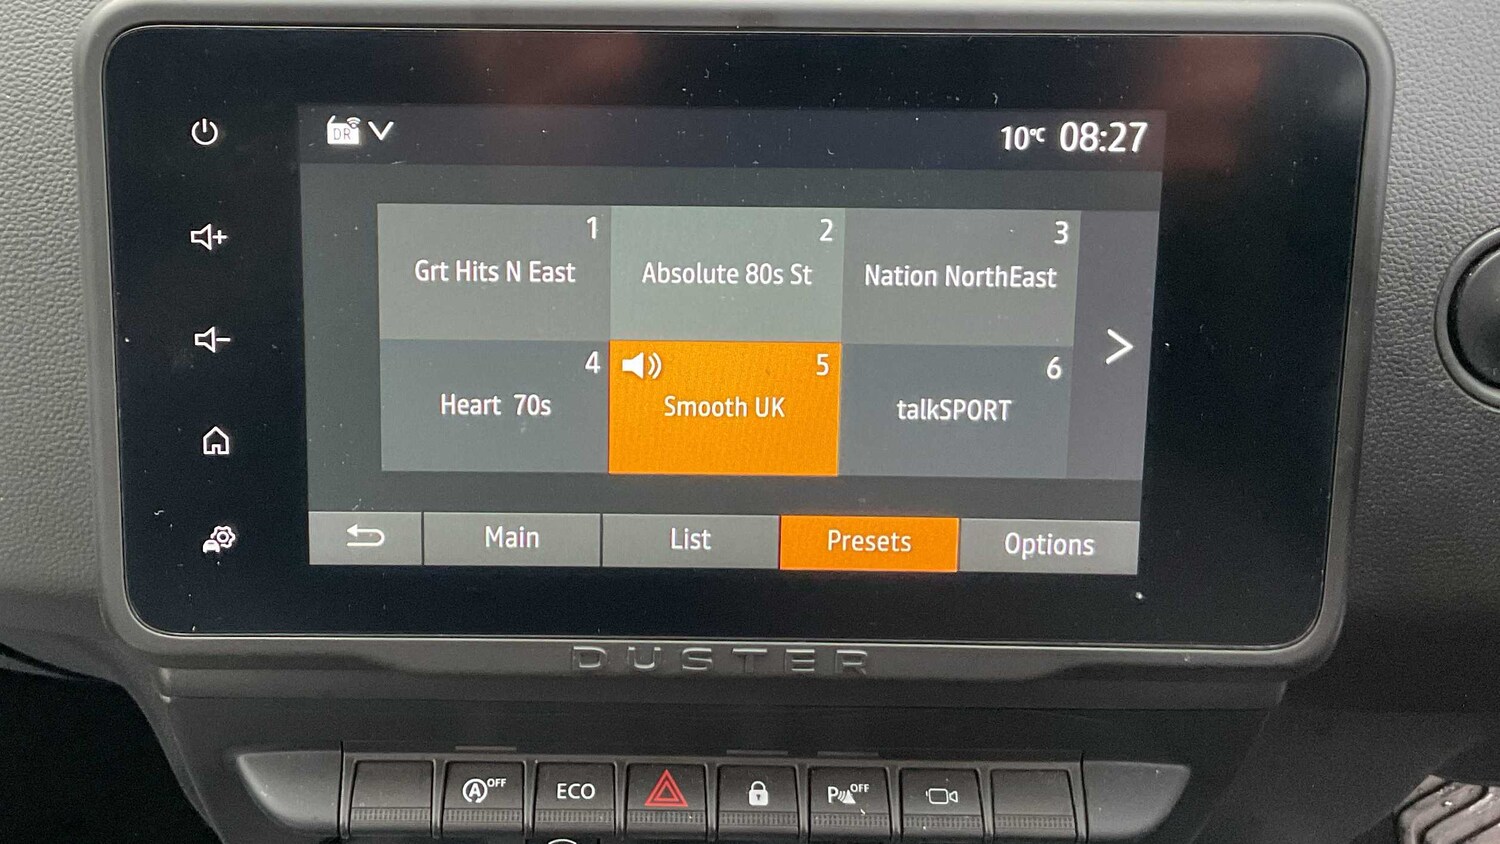 DR
10°C 08:27
1
Grt Hits N East
2
Absolute 80s St
3
Nation NorthEast
4
Heart 70s
5
Smooth UK
6
talkSPORT
Main
List
Presets
Options
DUSTER
A OFF
ECO
P OFF